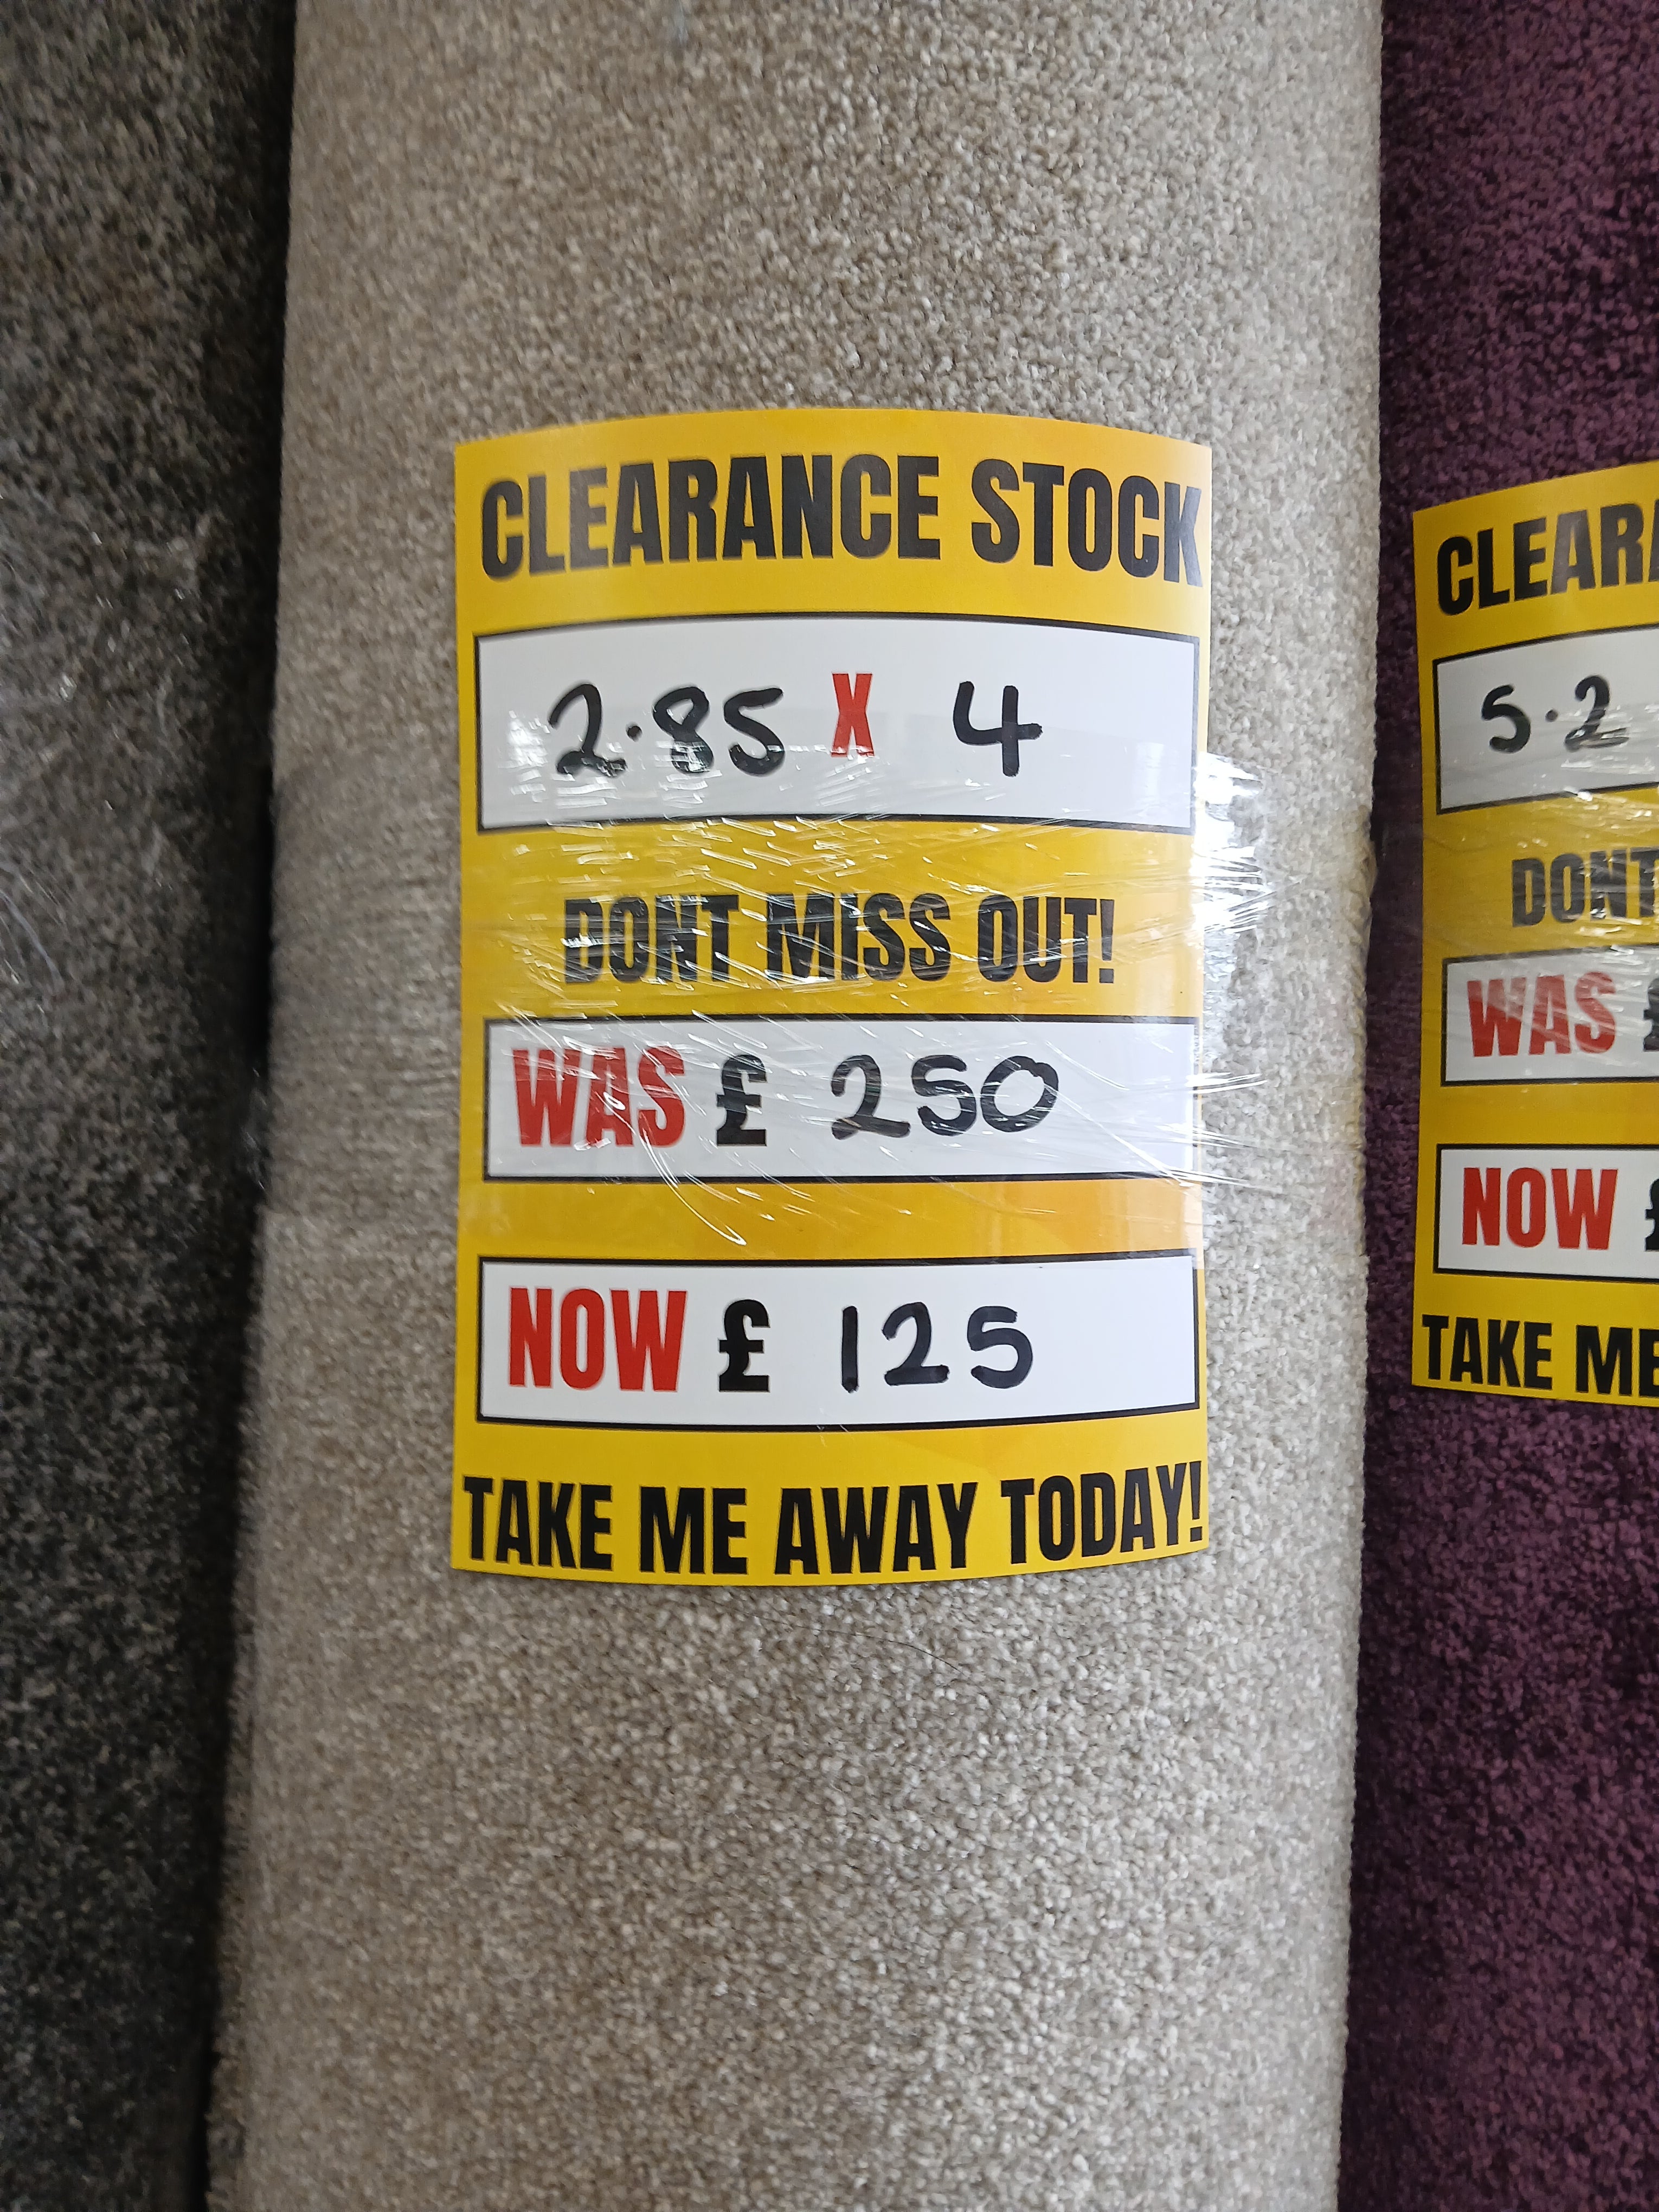 CLEARANCE STOCK
2.85 X 4
DONT MISS OUT!
WAS £ 250
NOW £ 125
TAKE ME AWAY TODAY!
5.2
DONT
WAS £
NOW £
TAKE ME